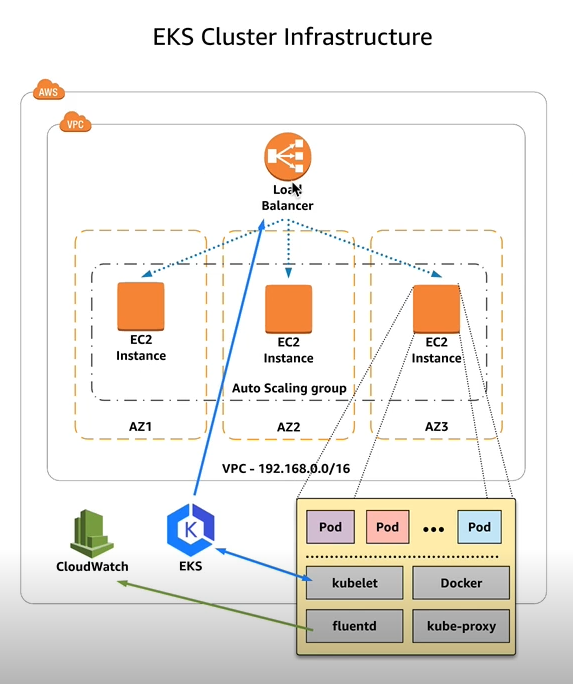 EKS Cluster Infrastructure
AWS
VPC
Load
Balancer
EC2
Instance
EC2
Instance
EC2
Instance
Auto Scaling group
AZ1
AZ2
AZ3
VPC - 192.168.0.0/16
CloudWatch
K
EKS
Pod
Pod
•••
Pod
kubelet
Docker
fluentd
kube-proxy